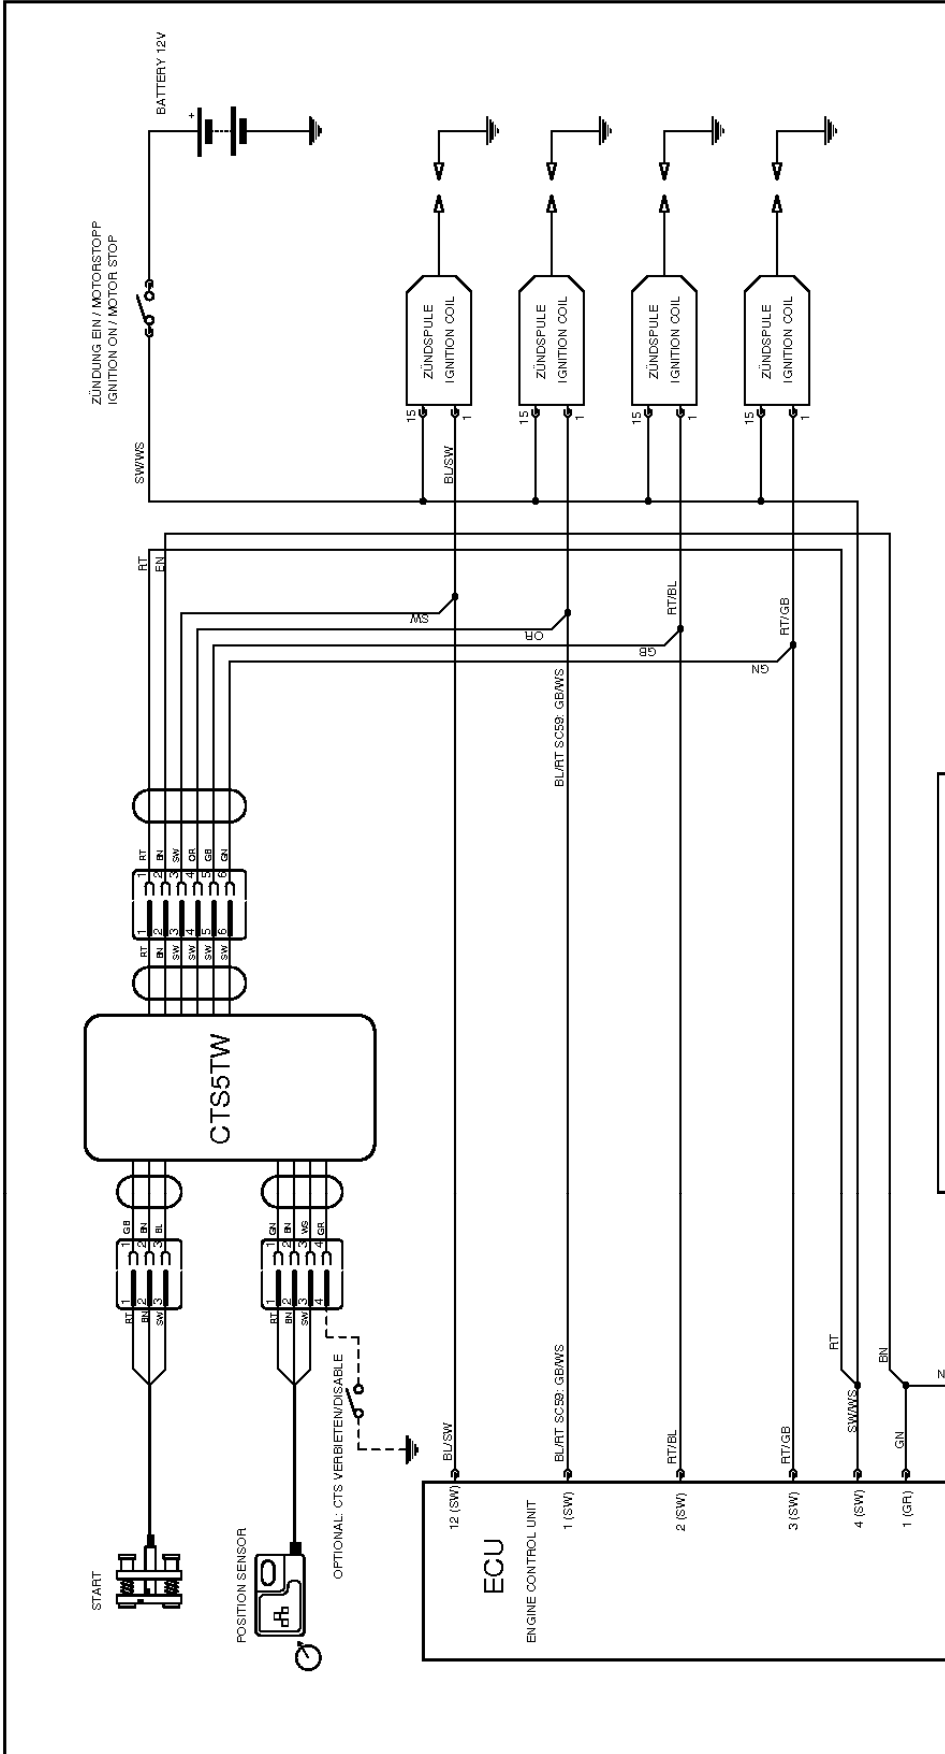 BATTERY 12V
+
ZÜNDUNG EIN / MOTORSTOPP
IGNITION ON / MOTOR STOP
SW/WS
ZÜNDSPULE
IGNITION COIL
15
1
ZÜNDSPULE
IGNITION COIL
15
1
ZÜNDSPULE
IGNITION COIL
15
1
ZÜNDSPULE
IGNITION COIL
15
1
BL/SW
RT
BN
SW
OR
GB
GN
RT/BL
RT/GB
BL/RT SC59: GB/WS
RT
BN
SW
OR
GB
GN
1
2
3
4
5
6
1
2
3
4
5
6
RT
BN
SW
SW
SW
SW
CTS5TW
GB
BN
BL
1
2
3
1
2
3
RT
BN
SW
GN
BN
WS
GR
1
2
3
4
1
2
3
4
RT
BN
SW
START
POSITION SENSOR
OPTIONAL: CTS VERBIETEN/DISABLE
BL/SW
BL/RT SC59: GB/WS
RT/BL
RT/GB
RT
SW/WS
BN
GN
N
12 (SW)
1 (SW)
2 (SW)
3 (SW)
4 (SW)
1 (GR)
ECU
ENGINE CONTROL UNIT